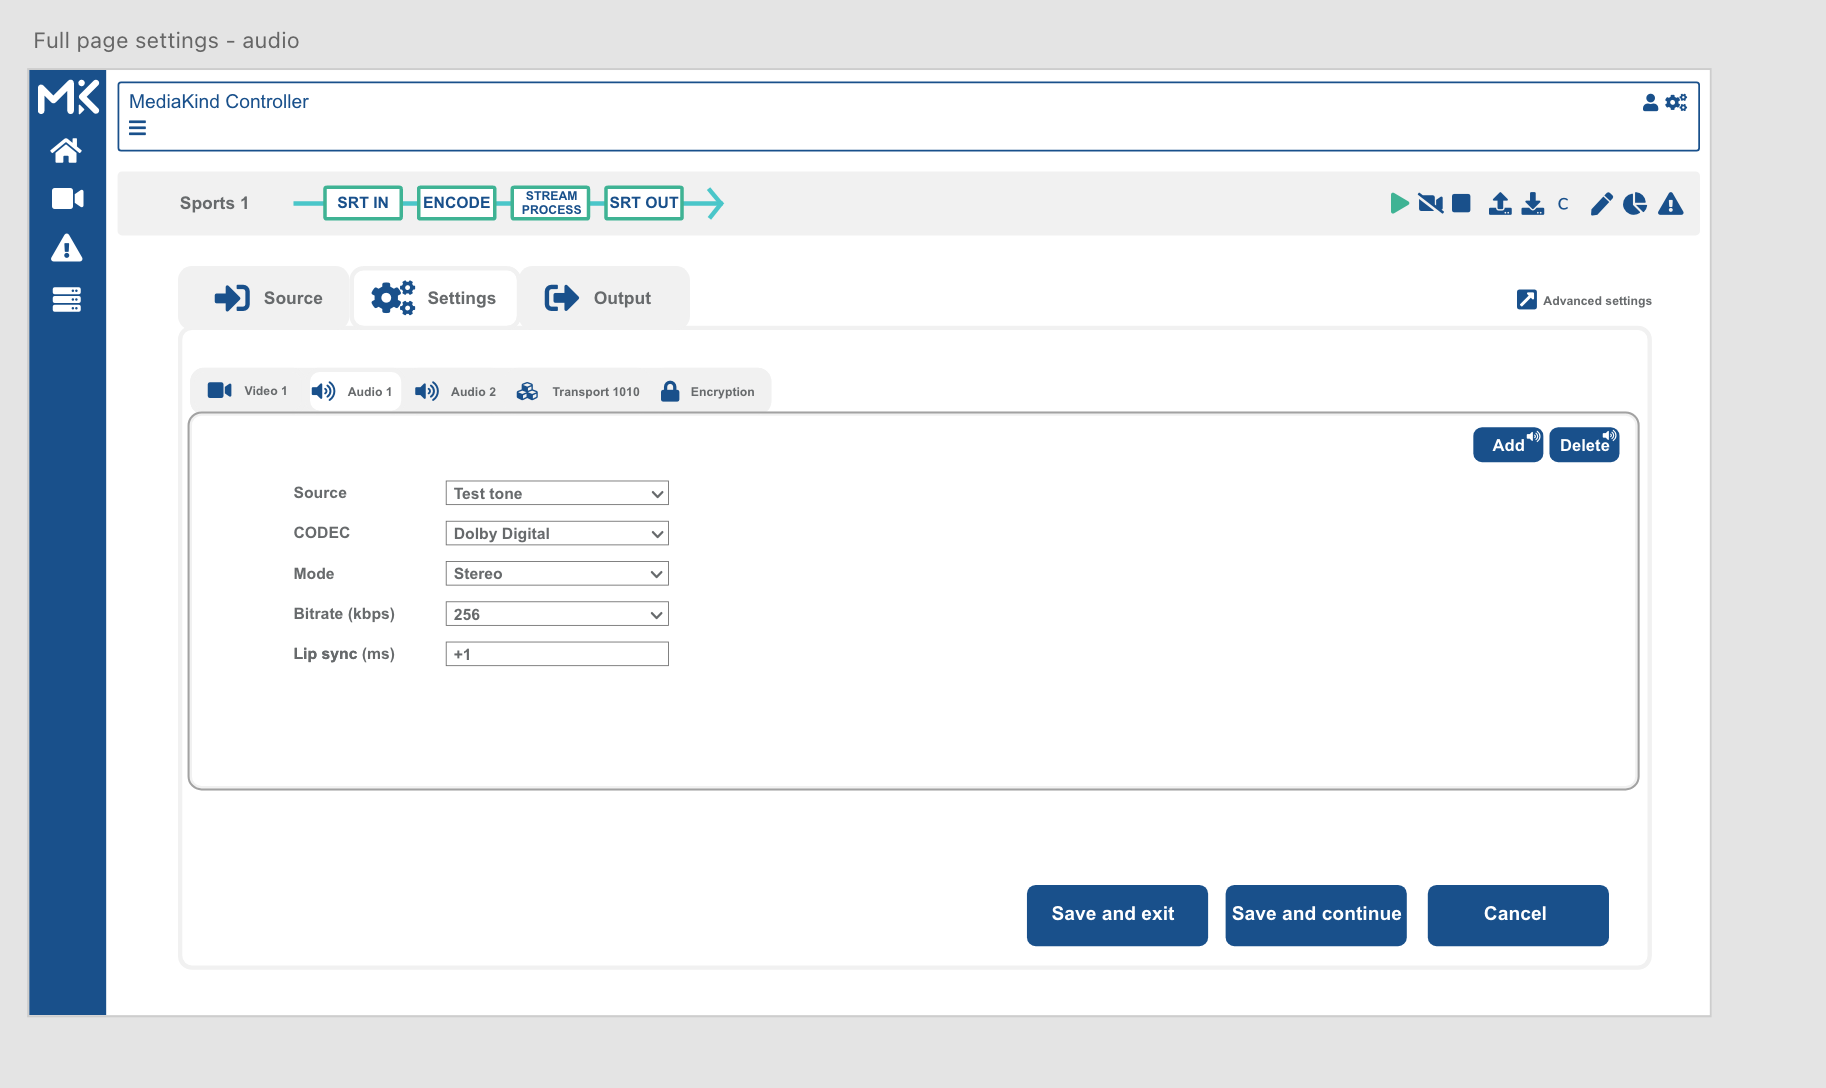 Full page settings - audio
MK
MediaKind Controller
Sports 1
SRT IN
ENCODE
STREAM
PROCESS
SRT OUT
C
Source
Settings
Output
Advanced settings
Video 1
Audio 1
Audio 2
Transport 1010
Encryption
Add
Delete
Source
Test tone
CODEC
Dolby Digital
Mode
Stereo
Bitrate (kbps)
256
Lip sync (ms)
+1
Save and exit
Save and continue
Cancel